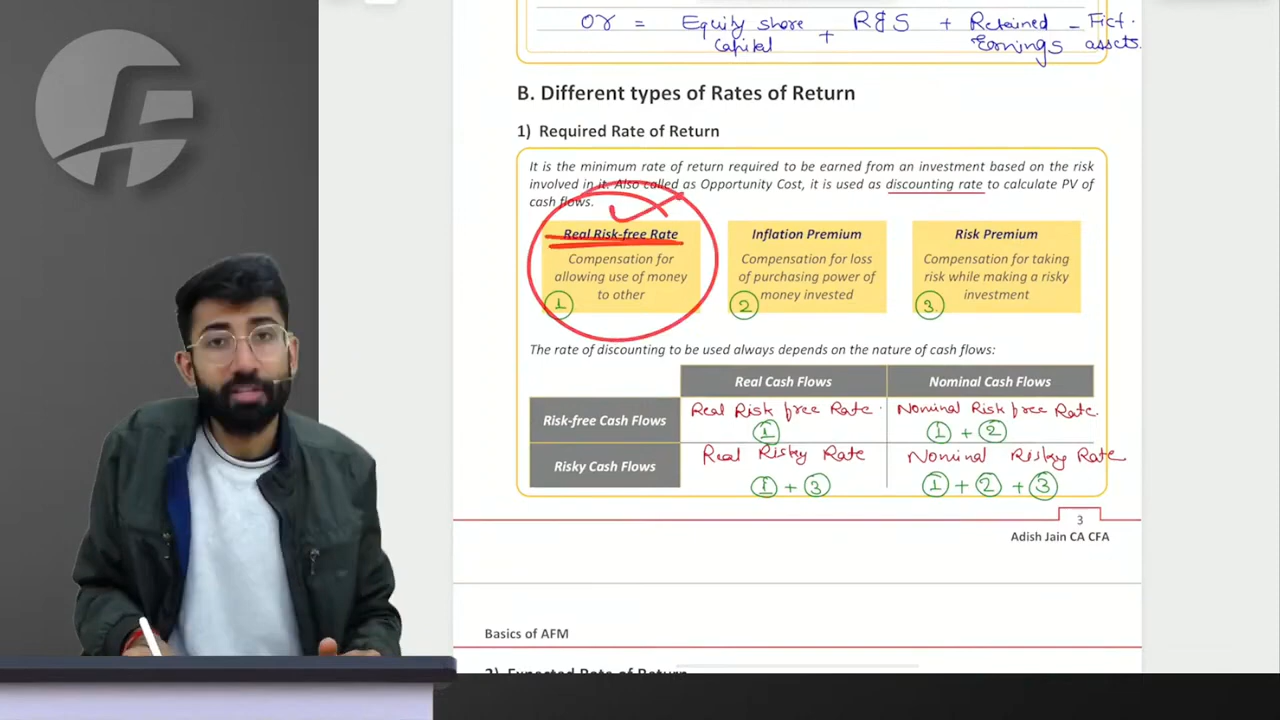 OR = Equity share capital + R&S + Retained Earnings - Fict. assets.
B. Different types of Rates of Return
1) Required Rate of Return
It is the minimum rate of return required to be earned from an investment based on the risk
involved in it. Also called as Opportunity Cost, it is used as discounting rate to calculate PV of
cash flows.
Real Risk-free Rate
Compensation for
allowing use of money
to other
1
Inflation Premium
Compensation for loss
of purchasing power of
money invested
2
Risk Premium
Compensation for taking
risk while making a risky
investment
3
The rate of discounting to be used always depends on the nature of cash flows:
Real Cash Flows Nominal Cash Flows
Risk-free Cash Flows
Real Risk free Rate.
1
Nominal Risk free Rate.
1 + 2
Risky Cash Flows
Real Risky Rate
1 + 3
Nominal Risky Rate
1 + 2 + 3
3
Adish Jain CA CFA
Basics of AFM
2) Expected Rate of Return